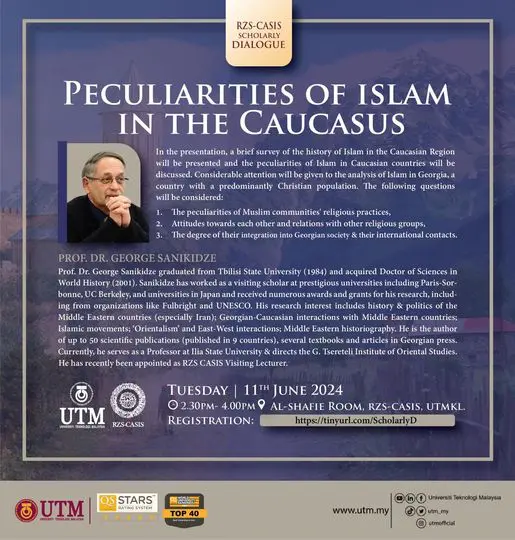 RZS-CASIS
SCHOLARLY
DIALOGUE
PECULIARITIES OF ISLAM
IN THE CAUCASUS
In the presentation, a brief survey of the history of Islam in the Caucasian Region
will be presented and the peculiarities of Islam in Caucasian countries will be
discussed. Considerable attention will be given to the analysis of Islam in Georgia, a
country with a predominantly Christian population. The following questions
will be considered:
1. The peculiarities of Muslim communities' religious practices,
2. Attitudes towards each other and relations with other religious groups,
3. The degree of their integration into Georgian society & their international contacts.
PROF. DR. GEORGE SANIKIDZE
Prof. Dr. George Sanikidze graduated from Tbilisi State University (1984) and acquired Doctor of Sciences in
World History (2001). Sanikidze has worked as a visiting scholar at prestigious universities including Paris-Sor-
bonne, UC Berkeley, and universities in Japan and received numerous awards and grants for his research, includ-
ing from organizations like Fulbright and UNESCO. His research interest includes history & politics of the
Middle Eastern countries (especially Iran); Georgian-Caucasian interactions with Middle Eastern countries;
Islamic movements; 'Orientalism' and East-West interactions; Middle Eastern historiography. He is the author
of up to 50 scientific publications (published in 9 countries), several textbooks and articles in Georgian press.
Currently, he serves as a Professor at Ilia State University & directs the G. Tsereteli Institute of Oriental Studies.
He has recently been appointed as RZS CASIS Visiting Lecturer.
UTM
UNIVERSITI TEKNOLOGI MALAYSIA
RZS-CASIS
TUESDAY | 11TH JUNE 2024
2.30PM- 4.00PM AL-SHAFIE ROOM, RZS-CASIS, UTMKL.
REGISTRATION: https://tinyurl.com/ScholarlyD
UTM
UNIVERSITI TEKNOLOGI MALAYSIA
QS STARS
RATING SYSTEM
TOP 40
www.utm.my
Universiti Teknologi Malaysia
utm_my
utmofficial